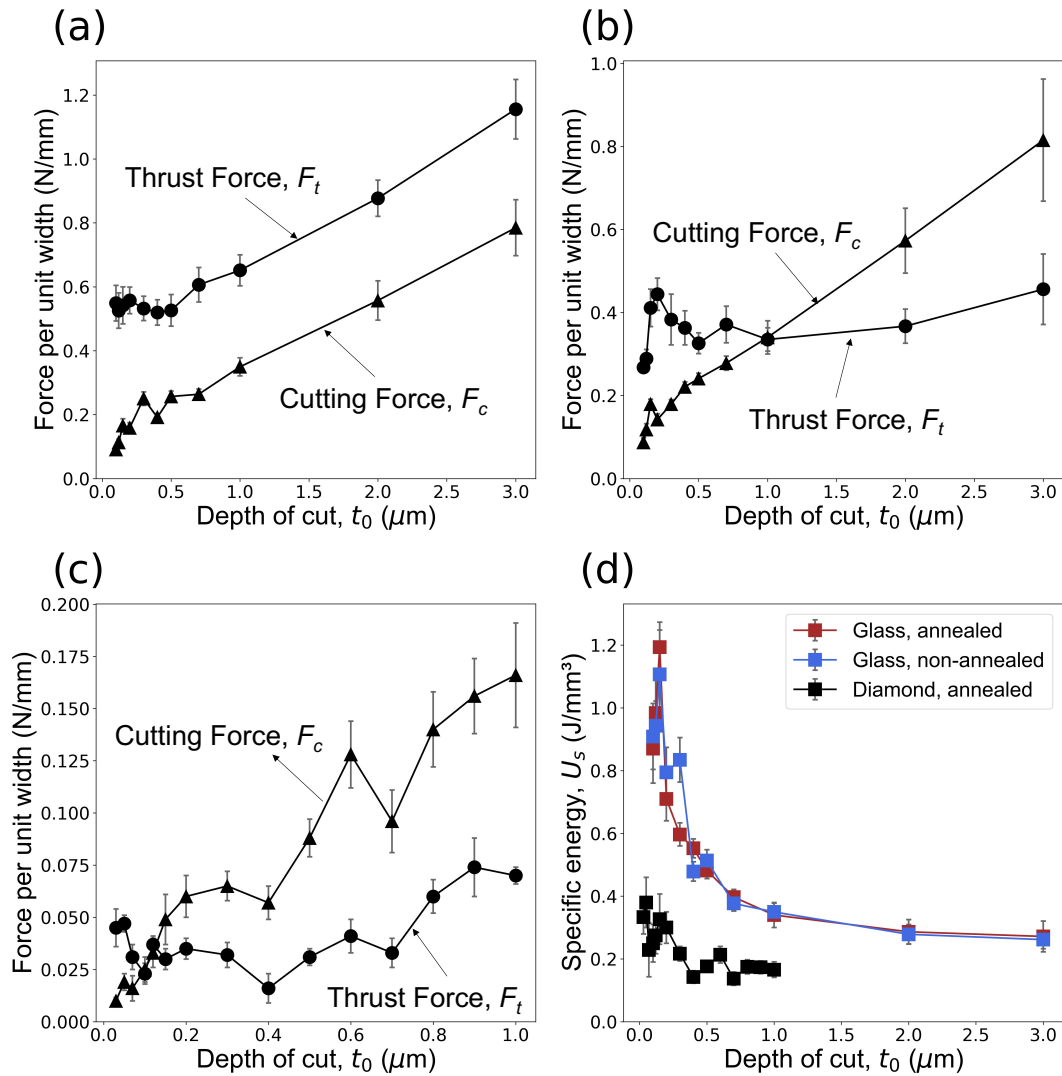 (a)
Force per unit width (N/mm)
1.2
1.0
0.8
0.6
0.4
0.2
0.0
Thrust Force, Fₜ
Cutting Force, F_c
0.0 0.5 1.0 1.5 2.0 2.5 3.0
Depth of cut, t₀ (μm)
(b)
Force per unit width (N/mm)
1.0
0.8
0.6
0.4
0.2
0.0
Cutting Force, F_c
Thrust Force, Fₜ
0.0 0.5 1.0 1.5 2.0 2.5 3.0
Depth of cut, t₀ (μm)
(c)
Force per unit width (N/mm)
0.200
0.175
0.150
0.125
0.100
0.075
0.050
0.025
0.000
Cutting Force, F_c
Thrust Force, Fₜ
0.0 0.2 0.4 0.6 0.8 1.0
Depth of cut, t₀ (μm)
(d)
Specific energy, Uₛ (J/mm³)
1.2
1.0
0.8
0.6
0.4
0.2
0.0
Glass, annealed
Glass, non-annealed
Diamond, annealed
0.0 0.5 1.0 1.5 2.0 2.5 3.0
Depth of cut, t₀ (μm)